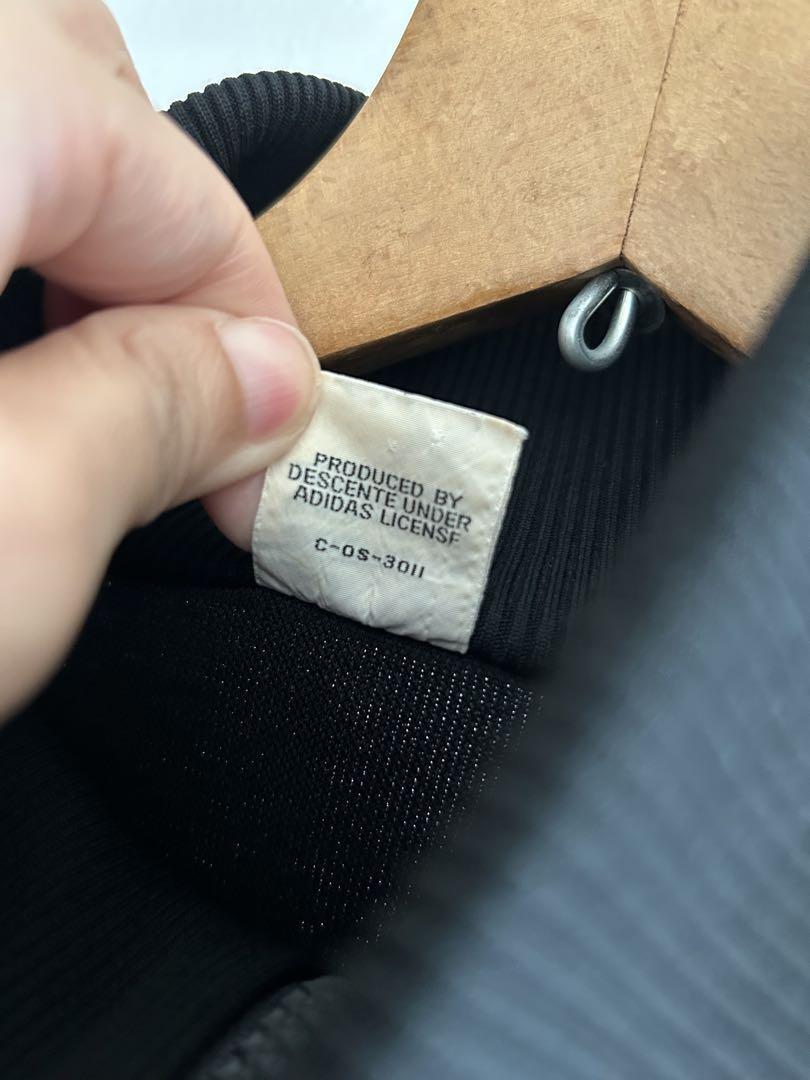 PRODUCED BY
DESCENTE UNDER
ADIDAS LICENSE
C-OS-3011